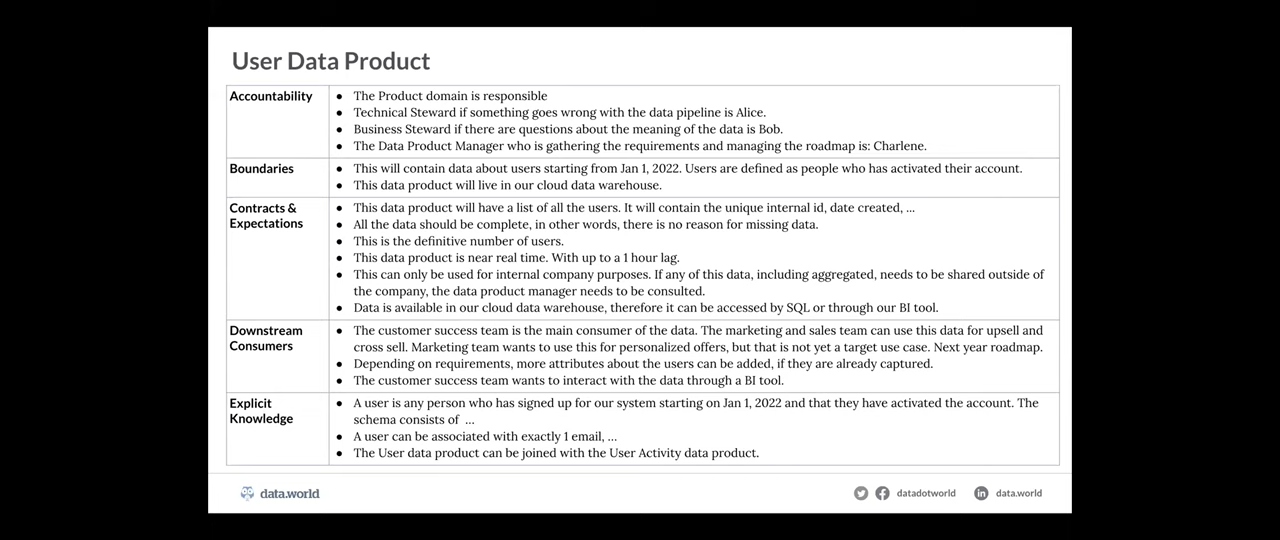 User Data Product
Accountability
● The Product domain is responsible
● Technical Steward if something goes wrong with the data pipeline is Alice.
● Business Steward if there are questions about the meaning of the data is Bob.
● The Data Product Manager who is gathering the requirements and managing the roadmap is: Charlene.
Boundaries
● This will contain data about users starting from Jan 1, 2022. Users are defined as people who has activated their account.
● This data product will live in our cloud data warehouse.
Contracts &
Expectations
● This data product will have a list of all the users. It will contain the unique internal id, date created, ...
● All the data should be complete, in other words, there is no reason for missing data.
● This is the definitive number of users.
● This data product is near real time. With up to a 1 hour lag.
● This can only be used for internal company purposes. If any of this data, including aggregated, needs to be shared outside of
the company, the data product manager needs to be consulted.
● Data is available in our cloud data warehouse, therefore it can be accessed by SQL or through our BI tool.
Downstream
Consumers
● The customer success team is the main consumer of the data. The marketing and sales team can use this data for upsell and
cross sell. Marketing team wants to use this for personalized offers, but that is not yet a target use case. Next year roadmap.
● Depending on requirements, more attributes about the users can be added, if they are already captured.
● The customer success team wants to interact with the data through a BI tool.
Explicit
Knowledge
● A user is any person who has signed up for our system starting on Jan 1, 2022 and that they have activated the account. The
schema consists of ...
● A user can be associated with exactly 1 email, ...
● The User data product can be joined with the User Activity data product.
data.world
datadotworld
in data.world